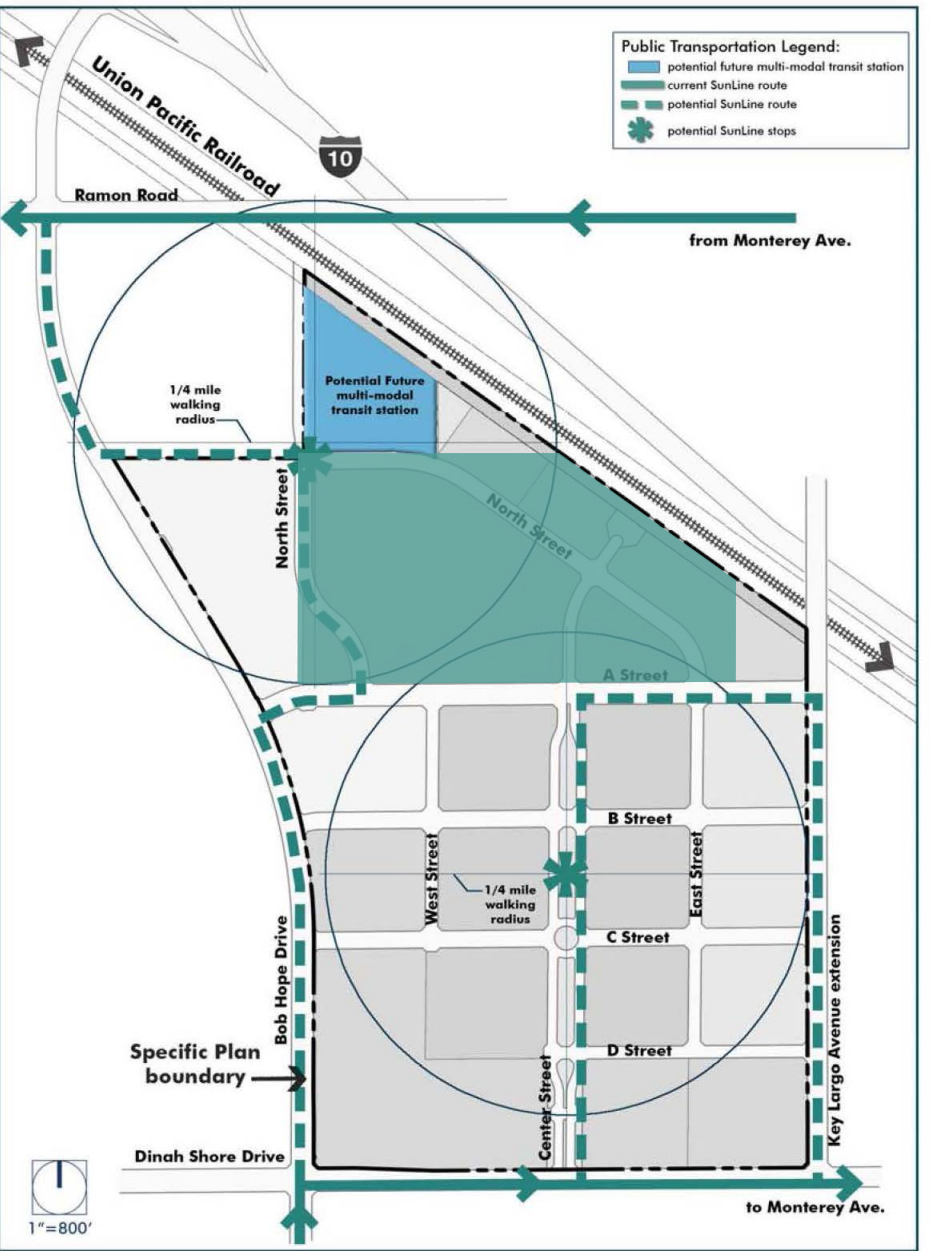 Public Transportation Legend:
potential future multi-modal transit station
current SunLine route
potential SunLine route
potential SunLine stops
Union Pacific Railroad
10
Ramon Road
from Monterey Ave.
1/4 mile
walking
radius
Potential Future
multi-modal
transit station
North Street
North Street
A Street
B Street
West Street
East Street
1/4 mile
walking
radius
C Street
Bob Hope Drive
Key Largo Avenue extension
Specific Plan
boundary
D Street
Center Street
Dinah Shore Drive
to Monterey Ave.
1"=800'